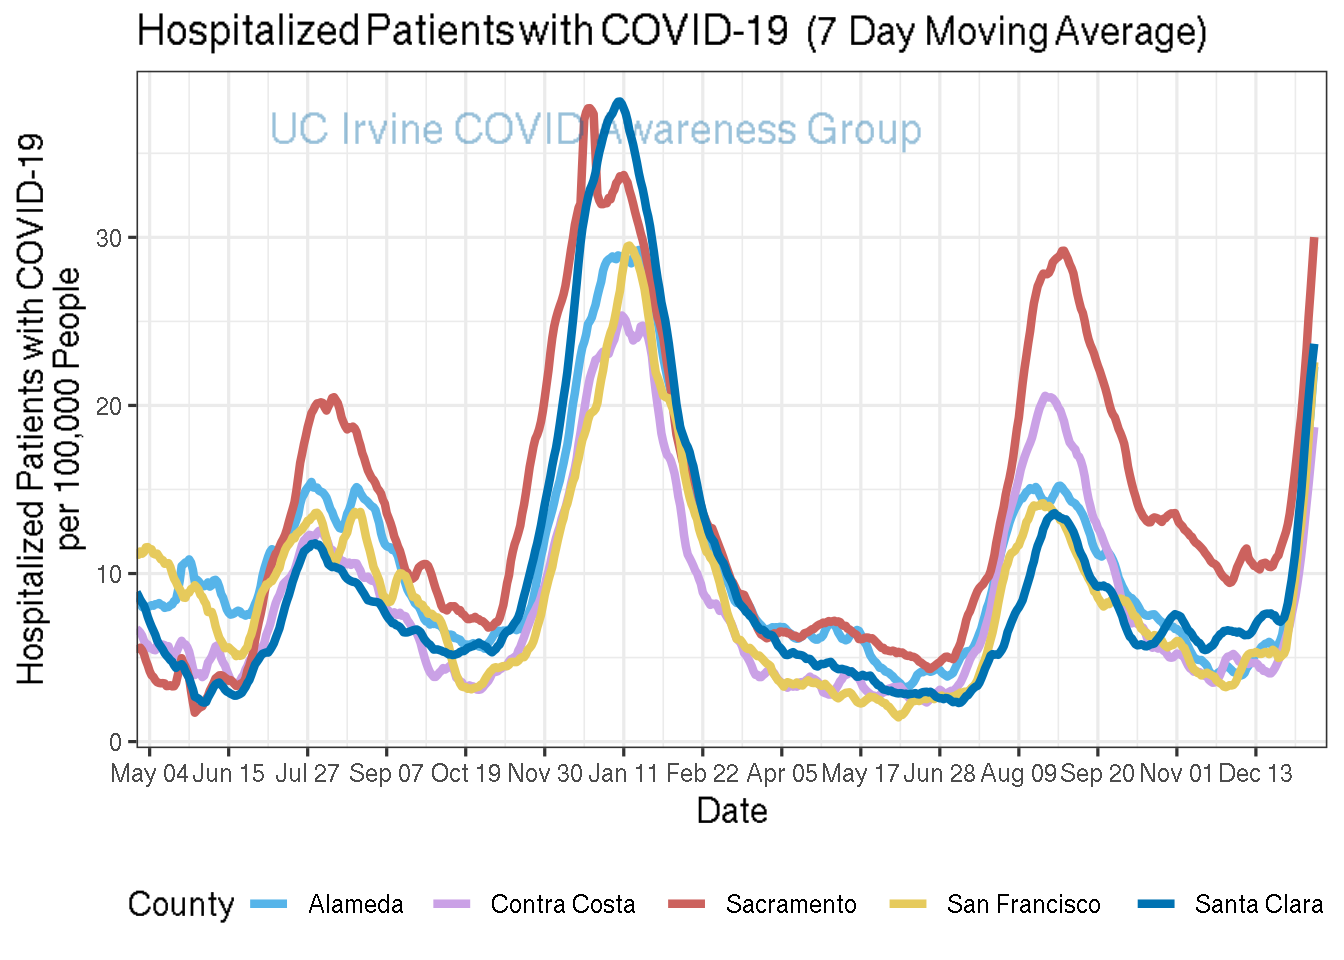 Hospitalized Patients with COVID-19 (7 Day Moving Average)
UC Irvine COVID Awareness Group
Hospitalized Patients with COVID-19
per 100,000 People
30
20
10
0
May 04 Jun 15 Jul 27 Sep 07 Oct 19 Nov 30 Jan 11 Feb 22 Apr 05 May 17 Jun 28 Aug 09 Sep 20 Nov 01 Dec 13
Date
County Alameda Contra Costa Sacramento San Francisco Santa Clara